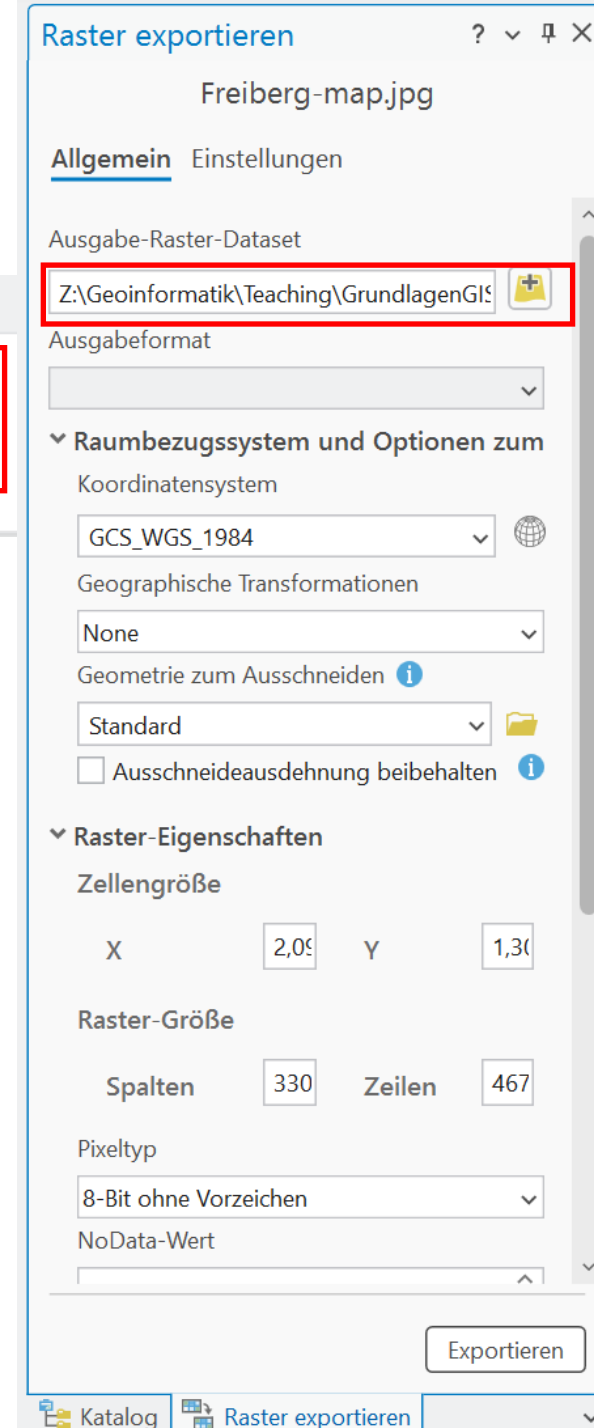 Raster exportieren ?
Freiberg-map.jpg
Allgemein Einstellungen
Ausgabe-Raster-Dataset
Z:\Geoinformatik\Teaching\GrundlagenGIS
Ausgabeformat
Raumbezugssystem und Optionen zum
Koordinatensystem
GCS_WGS_1984
Geographische Transformationen
None
Geometrie zum Ausschneiden i
Standard
Ausschneideausdehnung beibehalten i
Raster-Eigenschaften
Zellengröße
X 2,09 Y 1,30
Raster-Größe
Spalten 330 Zeilen 467
Pixeltyp
8-Bit ohne Vorzeichen
NoData-Wert
Exportieren
Katalog Raster exportieren